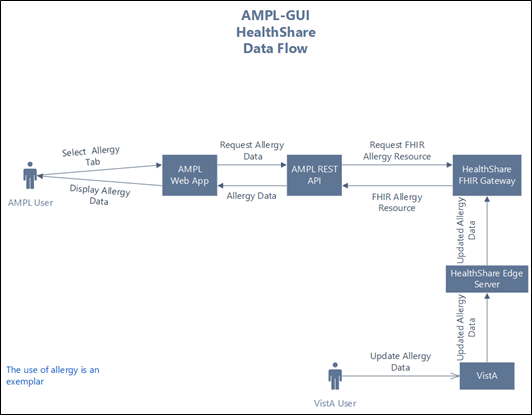 AMPL-GUI
HealthShare
Data Flow
Select Allergy
Tab
Display Allergy
Data
AMPL User
AMPL
Web App
Request Allergy
Data
Allergy Data
AMPL REST
API
Request FHIR
Allergy Resource
FHIR Allergy
Resource
HealthShare
FHIR Gateway
Updated Allergy
Data
HealthShare Edge
Server
Updated Allergy
Data
The use of allergy is an
exemplar
Update Allergy
Data
VistA
VistA User